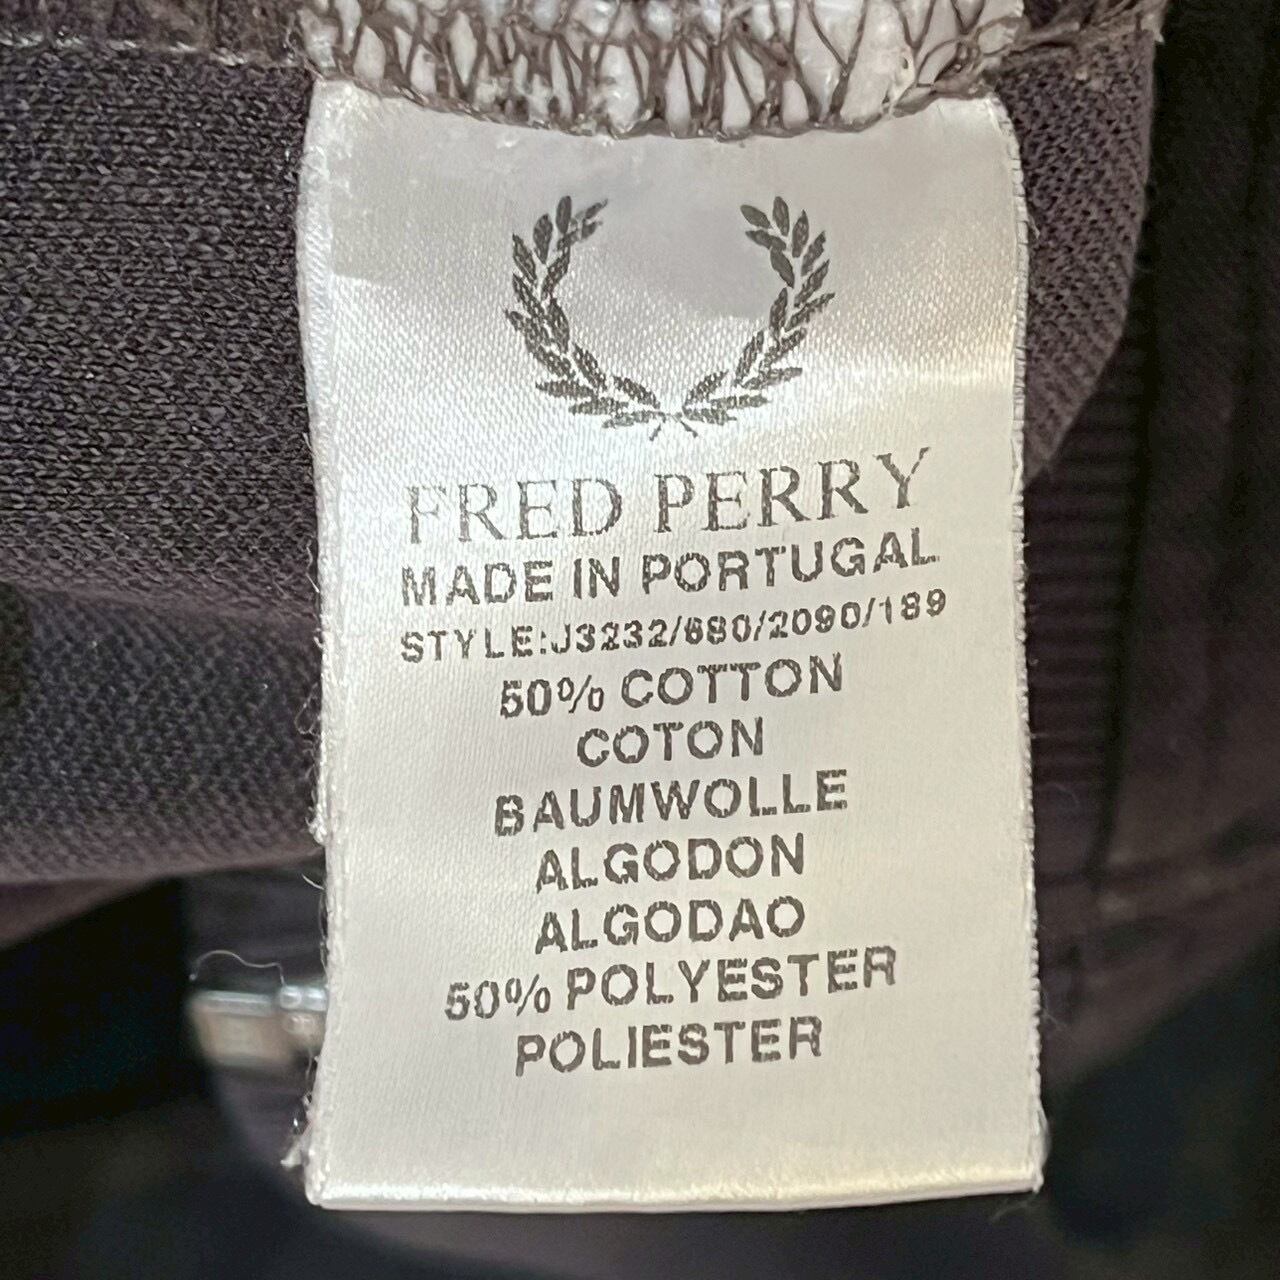 FRED PERRY
MADE IN PORTUGAL
STYLE:J3232/680/2090/189
50% COTTON
COTON
BAUMWOLLE
ALGODON
ALGODAO
50% POLYESTER
POLIESTER